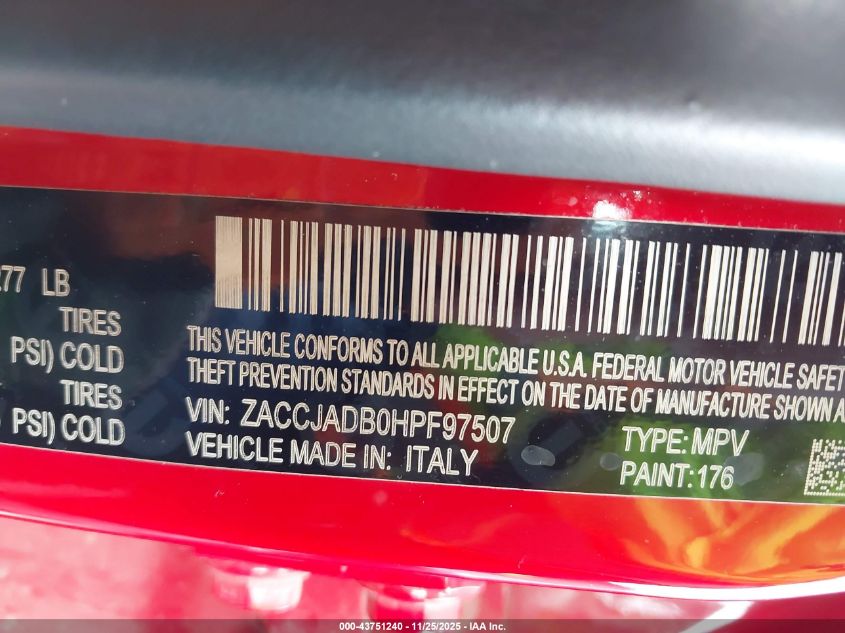 277 LB
TIRES
PSI) COLD
TIRES
PSI) COLD
THIS VEHICLE CONFORMS TO ALL APPLICABLE U.S.A. FEDERAL MOTOR VEHICLE SAFETY
THEFT PREVENTION STANDARDS IN EFFECT ON THE DATE OF MANUFACTURE SHOWN A
VIN: ZACCJADB0HPF97507
TYPE: MPV
VEHICLE MADE IN: ITALY
PAINT: 176
000-43751240 - 11/25/2025 - IAA Inc.